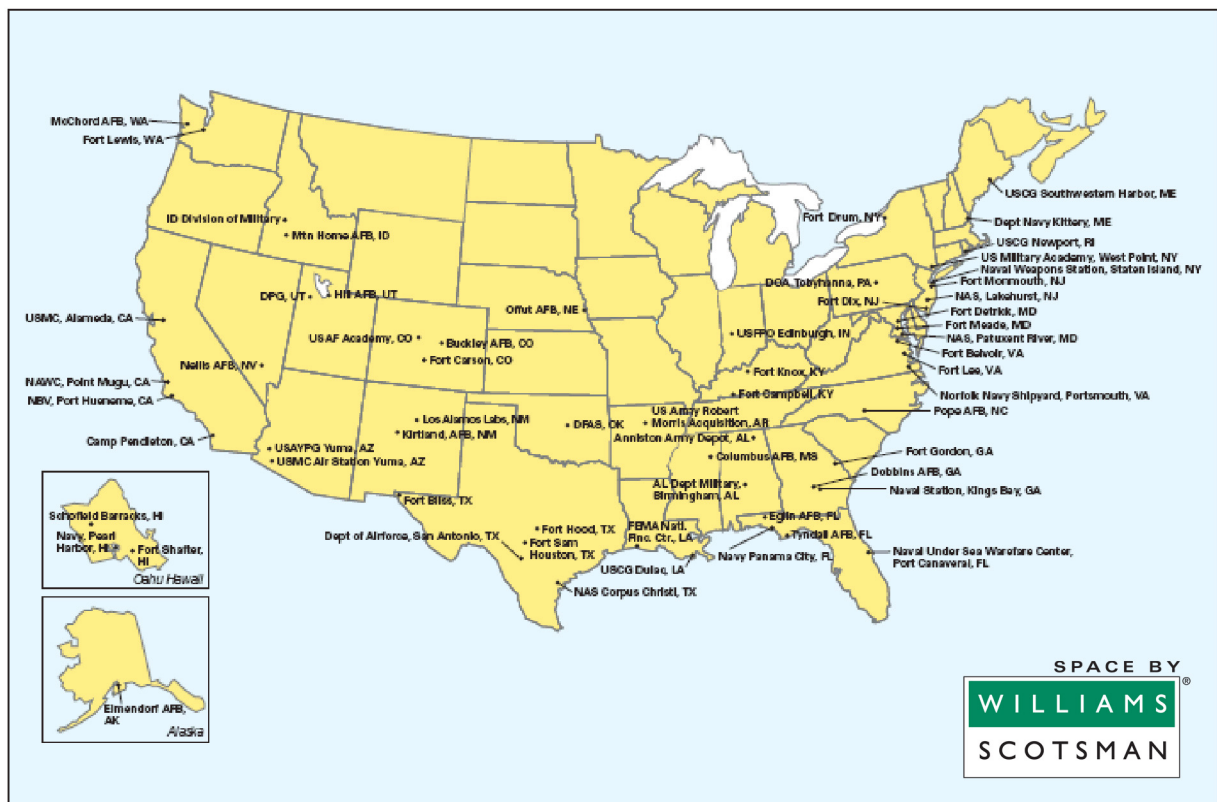 McChord AFB, WA
Fort Lewis, WA
ID Division of Military
Mtn Home AFB, ID
DPG, UT
Hill AFB, UT
USMC, Alameda, CA
Nellis AFB, NV
NAWC, Point Mugu, CA
NBV, Port Hueneme, CA
Camp Pendleton, CA
USAF Academy, CO
Buckley AFB, CO
Fort Carson, CO
Offut AFB, NE
Los Alamos Labs, NM
Kirtland, AFB, NM
USAYPG Yuma, AZ
USMC Air Station Yuma, AZ
DFAS, OK
Fort Bliss, TX
Fort Hood, TX
Dept of Airforce, San Antonio, TX
Fort Sam
Houston, TX
NAS Corpus Christi, TX
FEMA Natl.
Finc. Ctr., LA
USCG Dulac, LA
US Army Robert
Morris Acquisition, AR
Anniston Army Depot, AL
Columbus AFB, MS
AL Dept Military,
Birmingham, AL
USFPO Edinburgh, IN
Fort Knox, KY
Fort Campbell, KY
Fort Drum, NY
DOA Tobyhanna, PA
Fort Dix, NJ
USCG Southwestern Harbor, ME
Dept Navy Kittery, ME
USCG Newport, RI
US Military Academy, West Point, NY
Naval Weapons Station, Staten Island, NY
Fort Monmouth, NJ
NAS, Lakehurst, NJ
Fort Detrick, MD
Fort Meade, MD
NAS, Patuxent River, MD
Fort Belvoir, VA
Fort Lee, VA
Norfolk Navy Shipyard, Portsmouth, VA
Pope AFB, NC
Fort Gordon, GA
Dobbins AFB, GA
Naval Station, Kings Bay, GA
Eglin AFB, FL
Tyndall AFB, FL
Navy Panama City, FL
Naval Under Sea Warefare Center,
Port Canaveral, FL
Schofield Barracks, HI
Navy, Pearl
Harbor, HI
Fort Shafter,
HI
Oahu Hawaii
Elmendorf AFB,
AK
Alaska
SPACE BY
WILLIAMS
®
SCOTSMAN